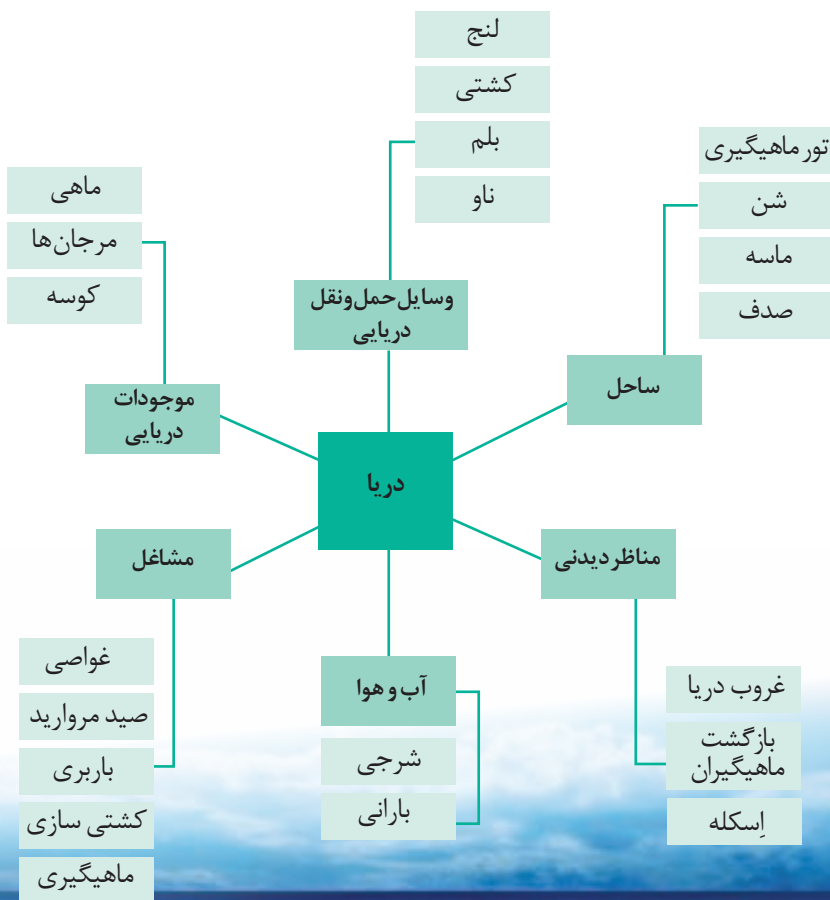 لنج
کشتی
بلم
ناو
وسایل حمل‌ونقل
دریایی
تور ماهیگیری
شن
ماسه
صدف
ساحل
ماهی
مرجان‌ها
کوسه
موجودات
دریایی
دریا
مشاغل
غواصی
صید مروارید
باربری
کشتی سازی
ماهیگیری
آب و هوا
شرجی
بارانی
مناظر دیدنی
غروب دریا
بازگشت
ماهیگیران
اِسکله